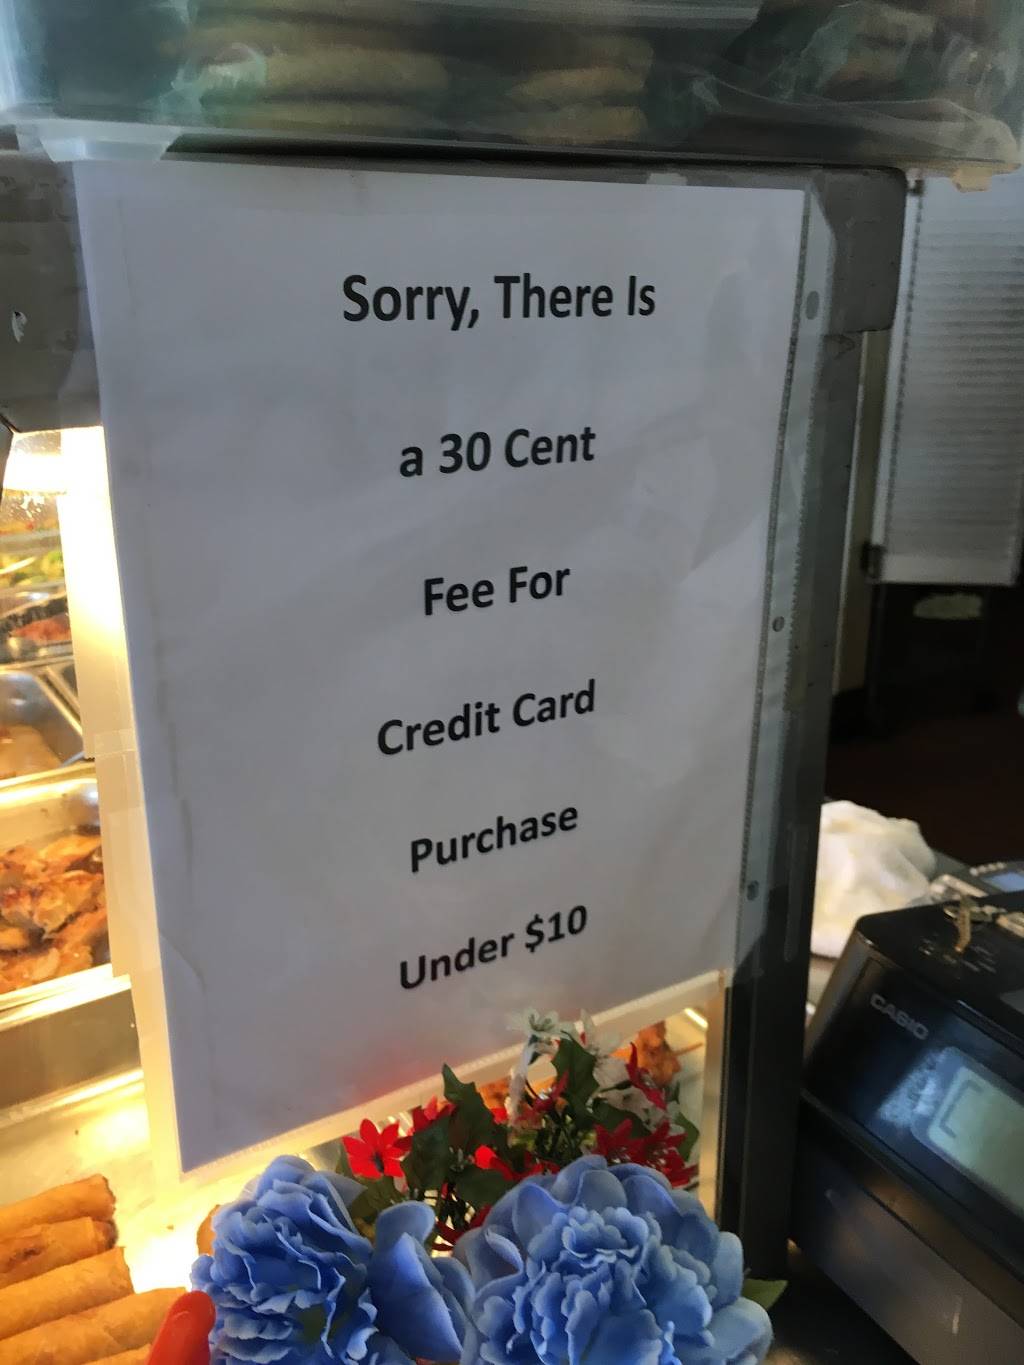 Sorry, There Is
a 30 Cent
Fee For
Credit Card
Purchase
Under $10
CASIO